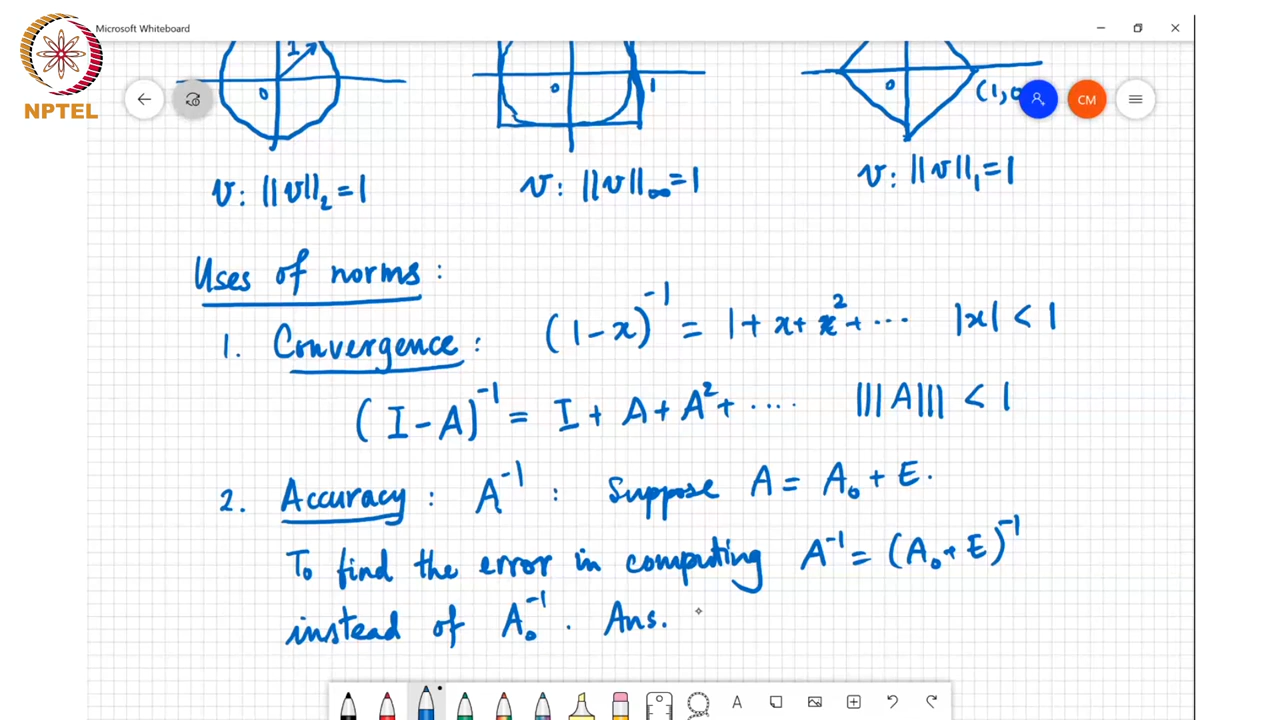 Microsoft Whiteboard
NPTEL
1
0
0
1
0
(1,0
CM
v: ||v||₂ = 1
v: ||v||∞ = 1
v: ||v||₁ = 1
Uses of norms:
1. Convergence: (1-x)⁻¹ = 1 + x + x² + ... |x| < 1
(I - A)⁻¹ = I + A + A² + .... |||A||| < 1
2. Accuracy: A⁻¹ : Suppose A = A₀ + E.
To find the error in computing A⁻¹ = (A₀ + E)⁻¹
instead of A₀⁻¹. Ans.
A